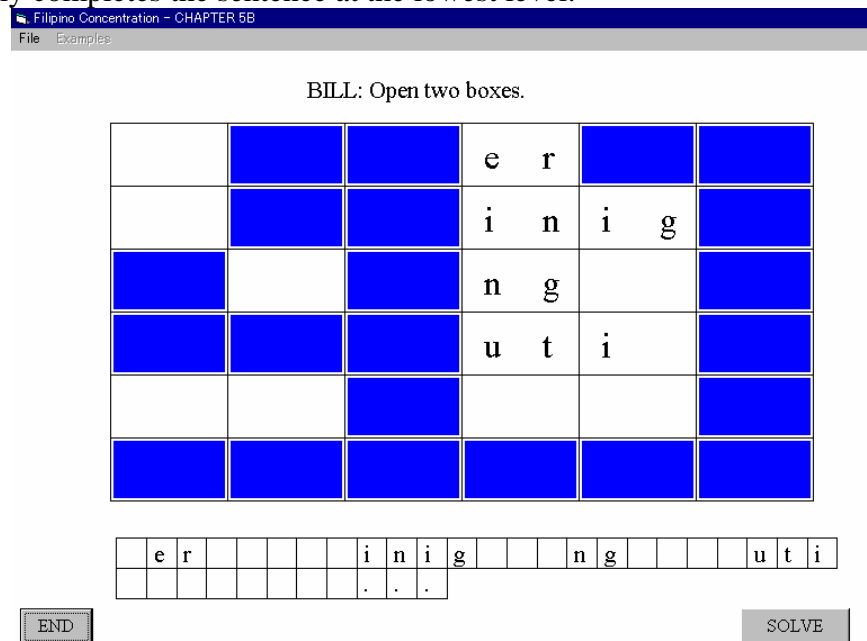 ly completes the sentence at the lowest level.
Filipino Concentration - CHAPTER 5B
File Examples
BILL: Open two boxes.
e r
i n i g
n g
u t i
e r i n i g n g u t i
. . .
END SOLVE